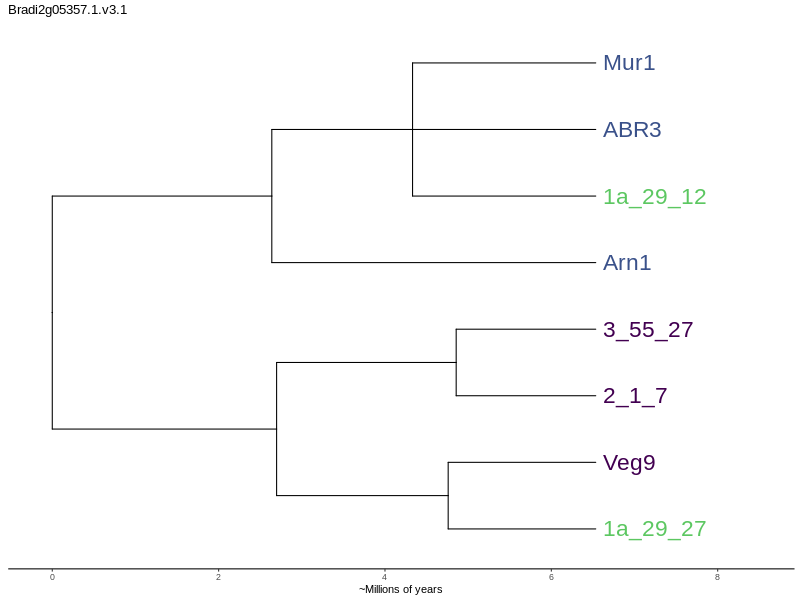 Bradi2g05357.1.v3.1
Mur1
ABR3
1a_29_12
Arn1
3_55_27
2_1_7
Veg9
1a_29_27
0 2 4 6 8
~Millions of years